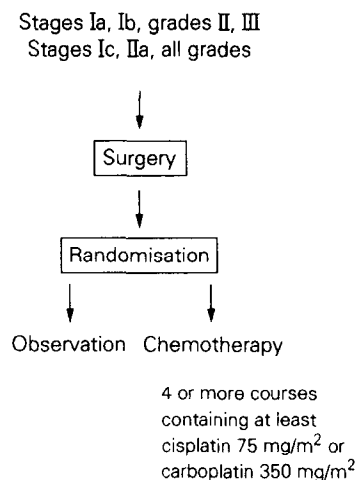 Stages Ia, Ib, grades II, III
Stages Ic, IIa, all grades
Surgery
Randomisation
Observation Chemotherapy
4 or more courses
containing at least
cisplatin 75 mg/m²  or
carboplatin 350 mg/m²